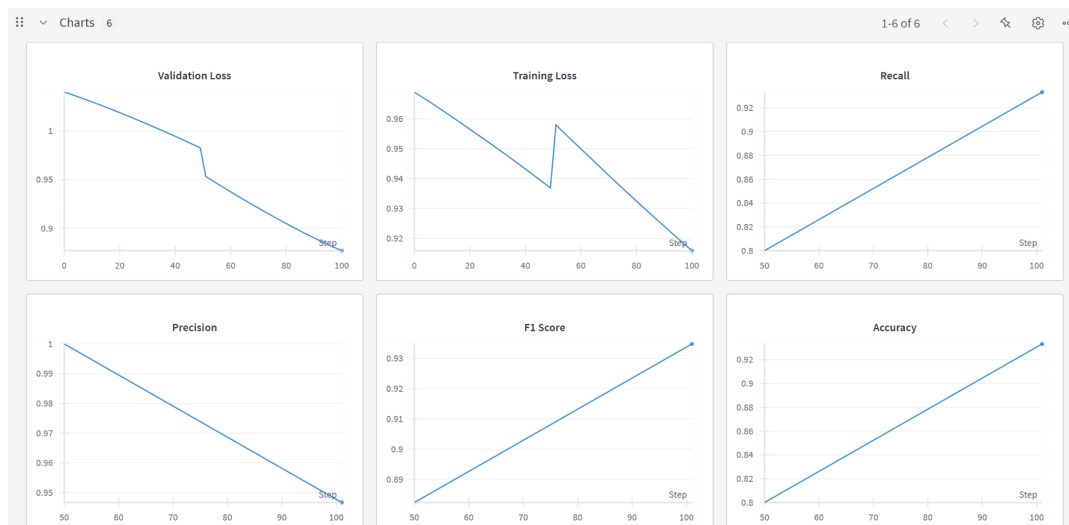 Charts 6
1-6 of 6
Validation Loss
1
0.95
0.9
Step
0 20 40 60 80 100
Training Loss
0.96
0.95
0.94
0.93
0.92
Step
0 20 40 60 80 100
Recall
0.92
0.9
0.88
0.86
0.84
0.82
0.8
Step
50 60 70 80 90 100
Precision
1
0.99
0.98
0.97
0.96
0.95
Step
50 60 70 80 90 100
F1 Score
0.93
0.92
0.91
0.9
0.89
Step
50 60 70 80 90 100
Accuracy
0.92
0.9
0.88
0.86
0.84
0.82
0.8
Step
50 60 70 80 90 100